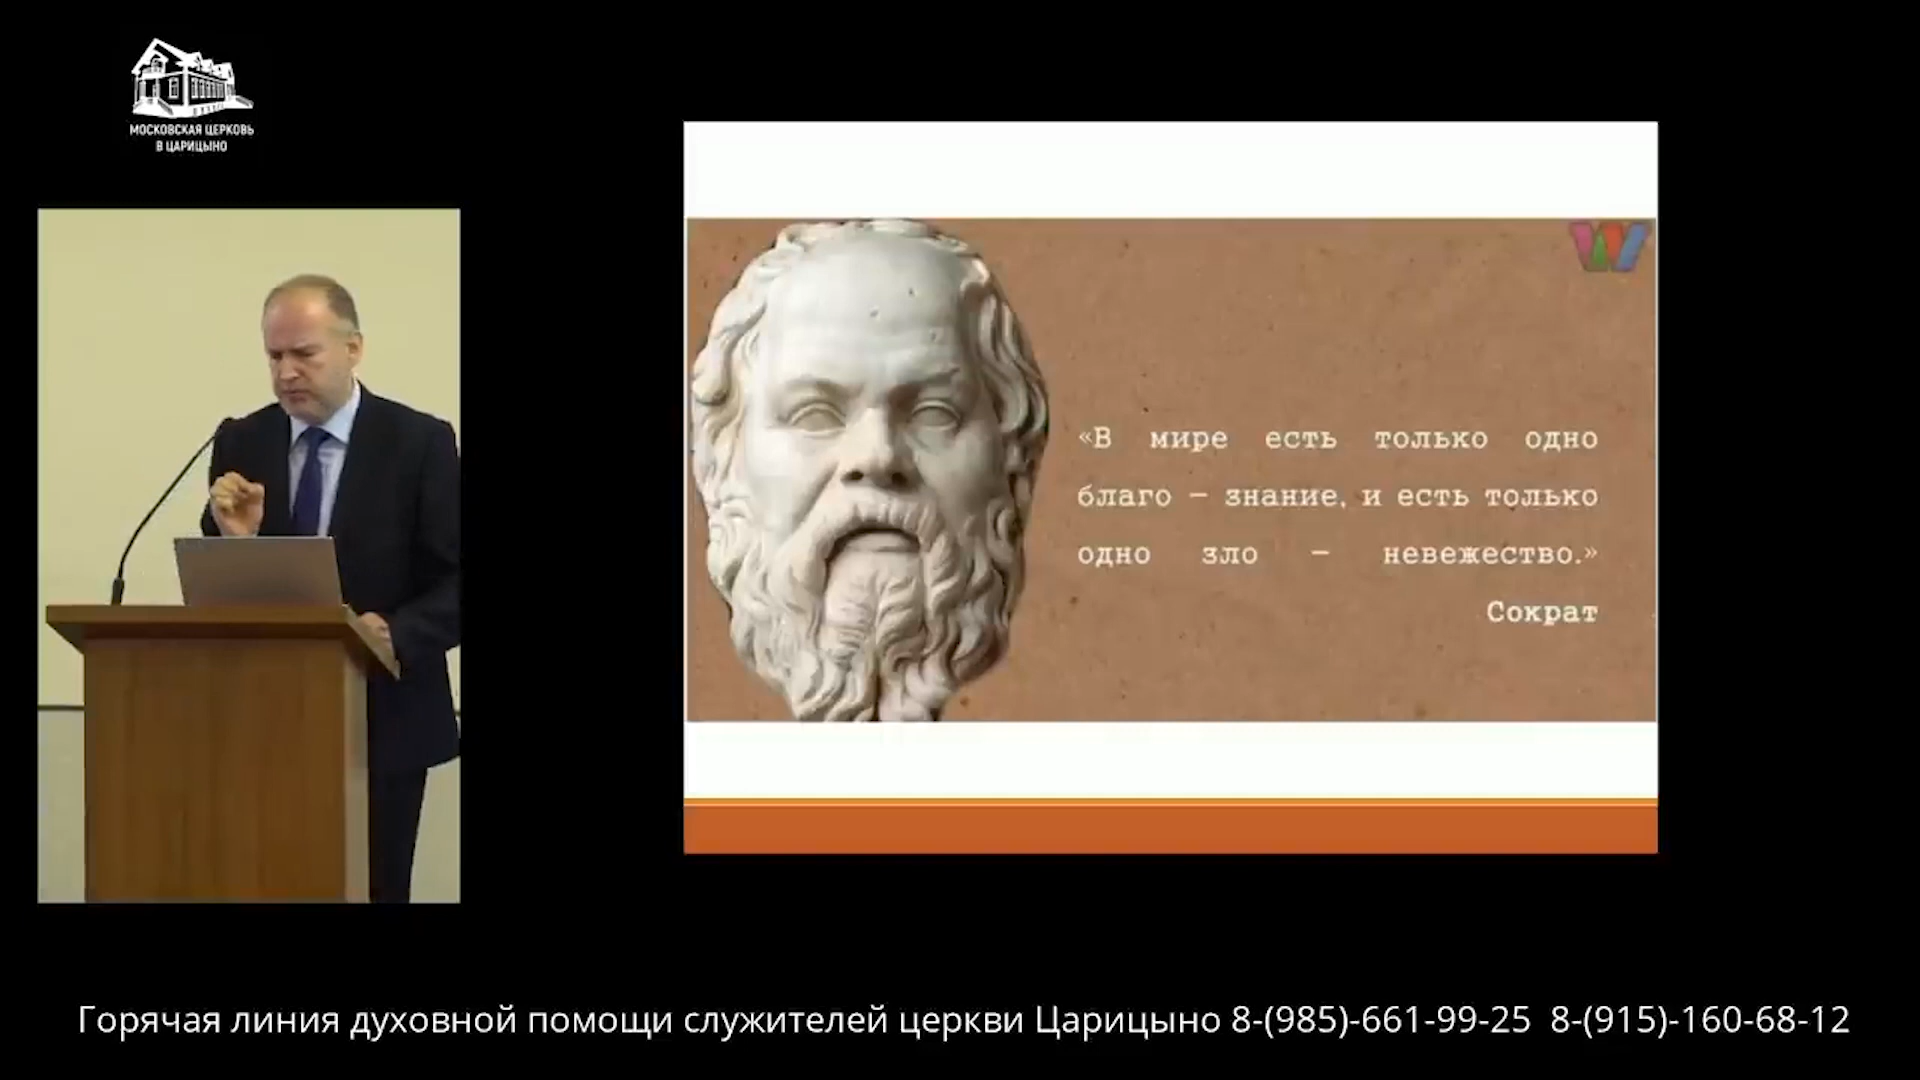 МОСКОВСКАЯ ЦЕРКОВЬ
В ЦАРИЦЫНО
«В мире есть только одно
благо – знание, и есть только
одно зло – невежество.»
Сократ
Горячая линия духовной помощи служителей церкви Царицыно 8-(985)-661-99-25 8-(915)-160-68-12